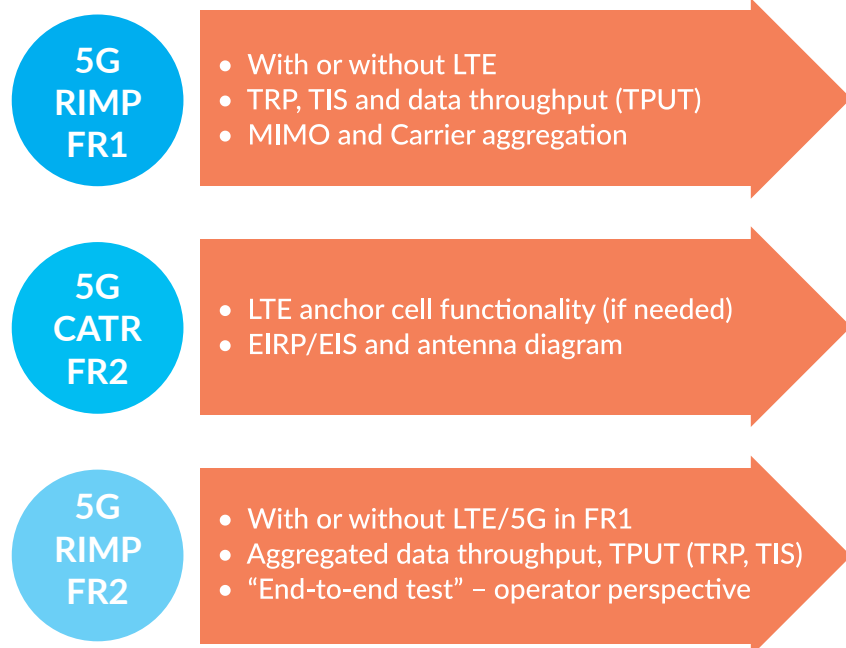 5G
RIMP
FR1
• With or without LTE
• TRP, TIS and data throughput (TPUT)
• MIMO and Carrier aggregation
5G
CATR
FR2
• LTE anchor cell functionality (if needed)
• EIRP/EIS and antenna diagram
5G
RIMP
FR2
• With or without LTE/5G in FR1
• Aggregated data throughput, TPUT (TRP, TIS)
• “End-to-end test” – operator perspective